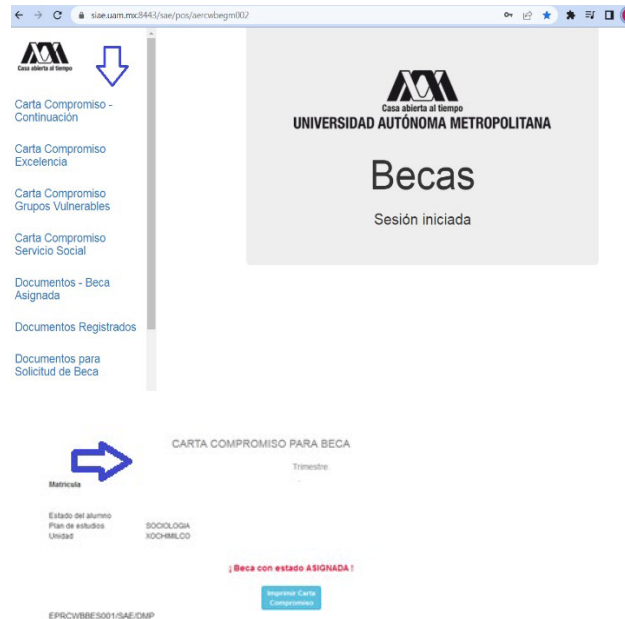 siae.uam.mx:8443/sae/pos/aercwbegm002
Casa abierta al tiempo
Carta Compromiso -
Continuación
Carta Compromiso
Excelencia
Carta Compromiso
Grupos Vulnerables
Carta Compromiso
Servicio Social
Documentos - Beca
Asignada
Documentos Registrados
Documentos para
Solicitud de Beca
Casa abierta al tiempo
UNIVERSIDAD AUTÓNOMA METROPOLITANA
Becas
Sesión iniciada
CARTA COMPROMISO PARA BECA
Trimestre
Matricula
Estado del alumno
Plan de estudios SOCIOLOGIA
Unidad XOCHIMILCO
¡ Beca con estado ASIGNADA !
Imprimir Carta
Compromiso
EPRCWBBES001/SAE/DMP